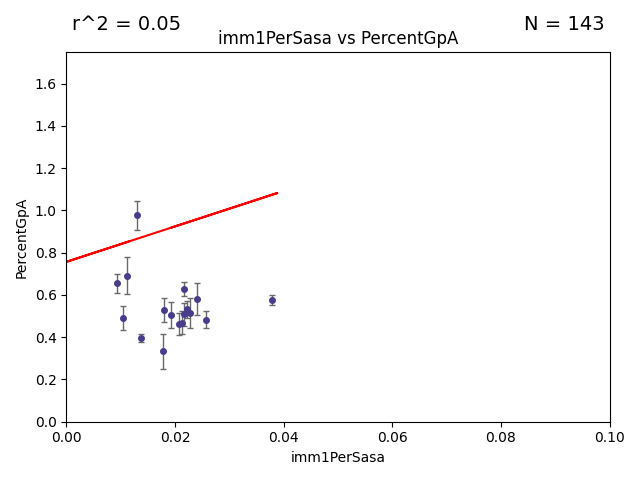 r^2 = 0.05
N = 143
imm1PerSasa vs PercentGpA
PercentGpA
1.6
1.4
1.2
1.0
0.8
0.6
0.4
0.2
0.0
0.00 0.02 0.04 0.06 0.08 0.10
imm1PerSasa